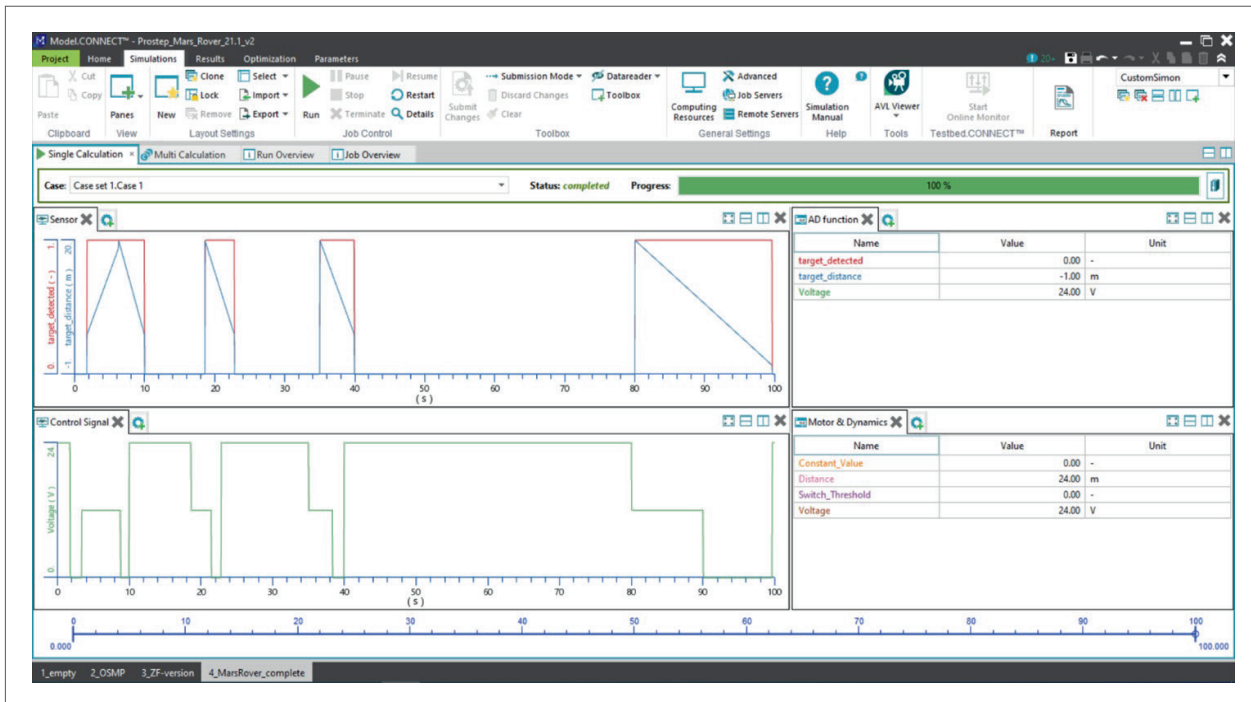 Model.CONNECT™ - Prostep_Mars_Rover_21.1_v2
Project Home Simulations Results Optimization Parameters
20+
Cut Clone Select Pause Resume Submission Mode Datareader Advanced CustomSimon
Copy Lock Import Stop Restart Discard Changes Toolbox Job Servers
Paste Panes New Remove Export Run Terminate Details Submit Changes Clear Computing Resources Remote Servers Simulation Manual AVL Viewer Start Online Monitor
Clipboard View Layout Settings Job Control Toolbox General Settings Help Tools Testbed.CONNECT™ Report
Single Calculation Multi Calculation Run Overview Job Overview
Case: Case set 1.Case 1 Status: completed Progress: 100 %
Sensor
target_detected ( - )
0. 1.
target_distance ( m )
-1. 20
0 10 20 30 40 50 60 70 80 90 100
( s )
AD function
Name Value Unit
target_detected 0.00 -
target_distance -1.00 m
Voltage 24.00 V
Control Signal
Voltage ( V )
0. 24.
0 10 20 30 40 50 60 70 80 90 100
( s )
Motor & Dynamics
Name Value Unit
Constant_Value 0.00 -
Distance 24.00 m
Switch_Threshold 0.00 -
Voltage 24.00 V
0 10 20 30 40 50 60 70 80 90 100
0.000 100.000
1_empty 2_OSMP 3_ZF-version 4_MarsRover_complete